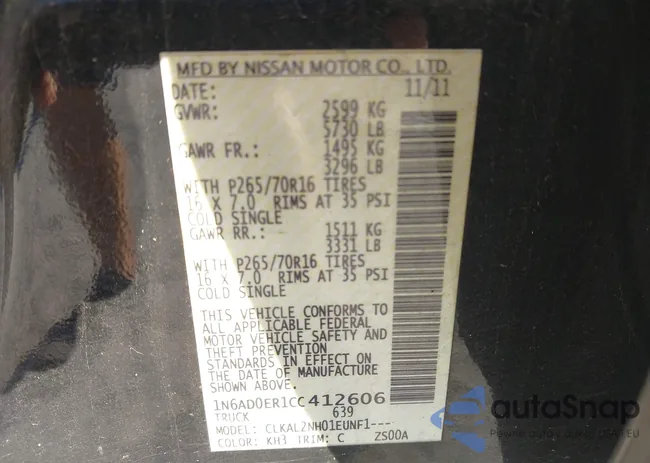 MFD BY NISSAN MOTOR CO., LTD.
DATE: 11/11
GVWR: 2599 KG
5730 LB
GAWR FR.: 1495 KG
3296 LB
WITH P265/70R16 TIRES
16 X 7.0 RIMS AT 35 PSI
COLD SINGLE
GAWR RR.: 1511 KG
3331 LB
WITH P265/70R16 TIRES
16 X 7.0 RIMS AT 35 PSI
COLD SINGLE
THIS VEHICLE CONFORMS TO
ALL APPLICABLE FEDERAL
MOTOR VEHICLE SAFETY AND
THEFT PREVENTION
STANDARDS IN EFFECT ON
THE DATE OF MANUFACTURE
SHOWN ABOVE.
1N6AD0ER1CC412606
TRUCK 639
MODEL: CLKAL2NH01EUNF1----
COLOR: KH3 TRIM: C ZS00A
autoSnap